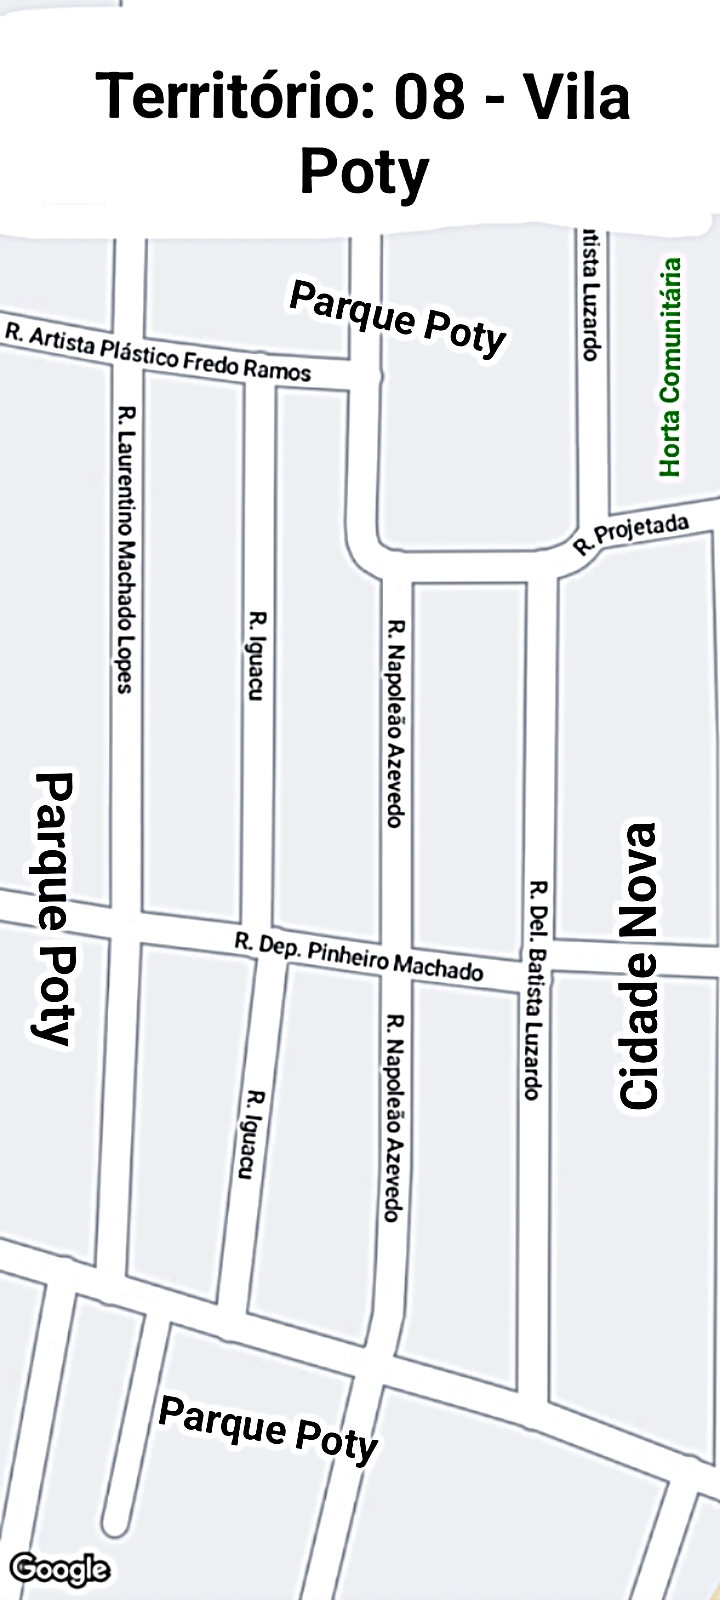 Território: 08 - Vila
Poty
Parque Poty
tista Luzardo
Horta Comunitária
R. Artista Plástico Fredo Ramos
R. Laurentino Machado Lopes
R. Projetada
R. Iguacu
R. Napoleão Azevedo
Parque Poty
Cidade Nova
R. Del. Batista Luzardo
R. Dep. Pinheiro Machado
R. Napoleão Azevedo
R. Iguacu
Parque Poty
Google